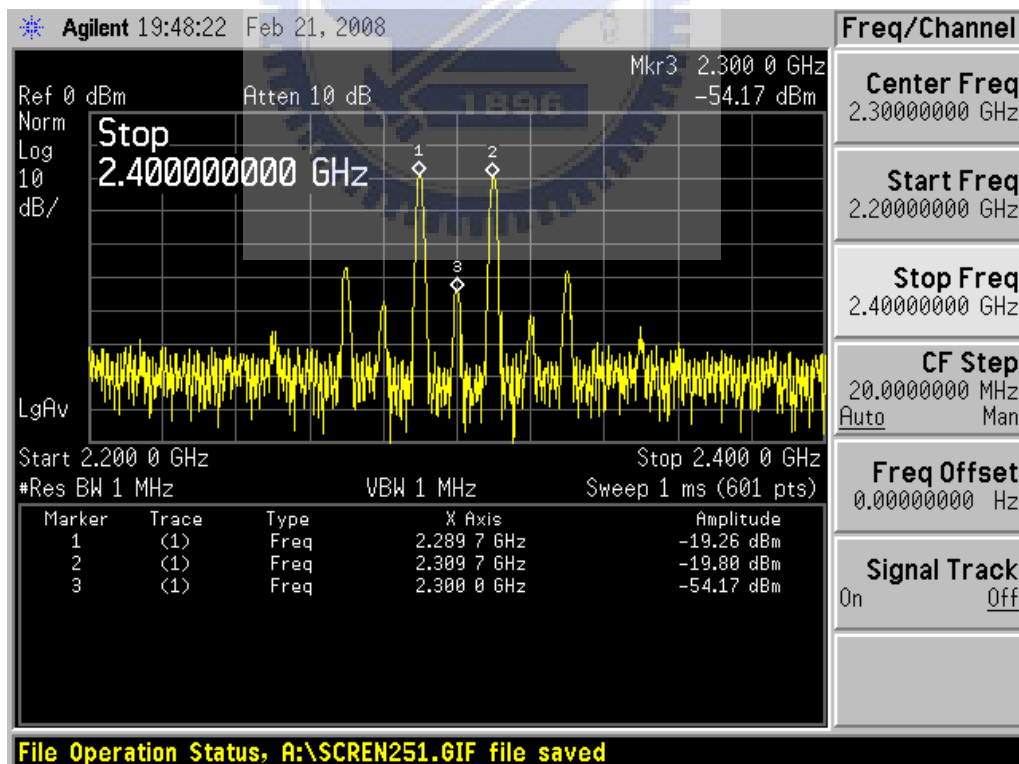 Agilent 19:48:22 Feb 21, 2008
Freq/Channel
Mkr3 2.300 0 GHz
Ref 0 dBm Atten 10 dB -54.17 dBm
1896
Norm
Log
10
dB/
Stop
2.400000000 GHz
1
2
3
LgAv
Start 2.200 0 GHz Stop 2.400 0 GHz
#Res BW 1 MHz VBW 1 MHz Sweep 1 ms (601 pts)
Marker Trace Type X Axis Amplitude
1 (1) Freq 2.289 7 GHz -19.26 dBm
2 (1) Freq 2.309 7 GHz -19.80 dBm
3 (1) Freq 2.300 0 GHz -54.17 dBm
Center Freq
2.30000000 GHz
Start Freq
2.20000000 GHz
Stop Freq
2.40000000 GHz
CF Step
20.0000000 MHz
Auto Man
Freq Offset
0.00000000 Hz
Signal Track
On Off
File Operation Status, A:\SCREN251.GIF file saved